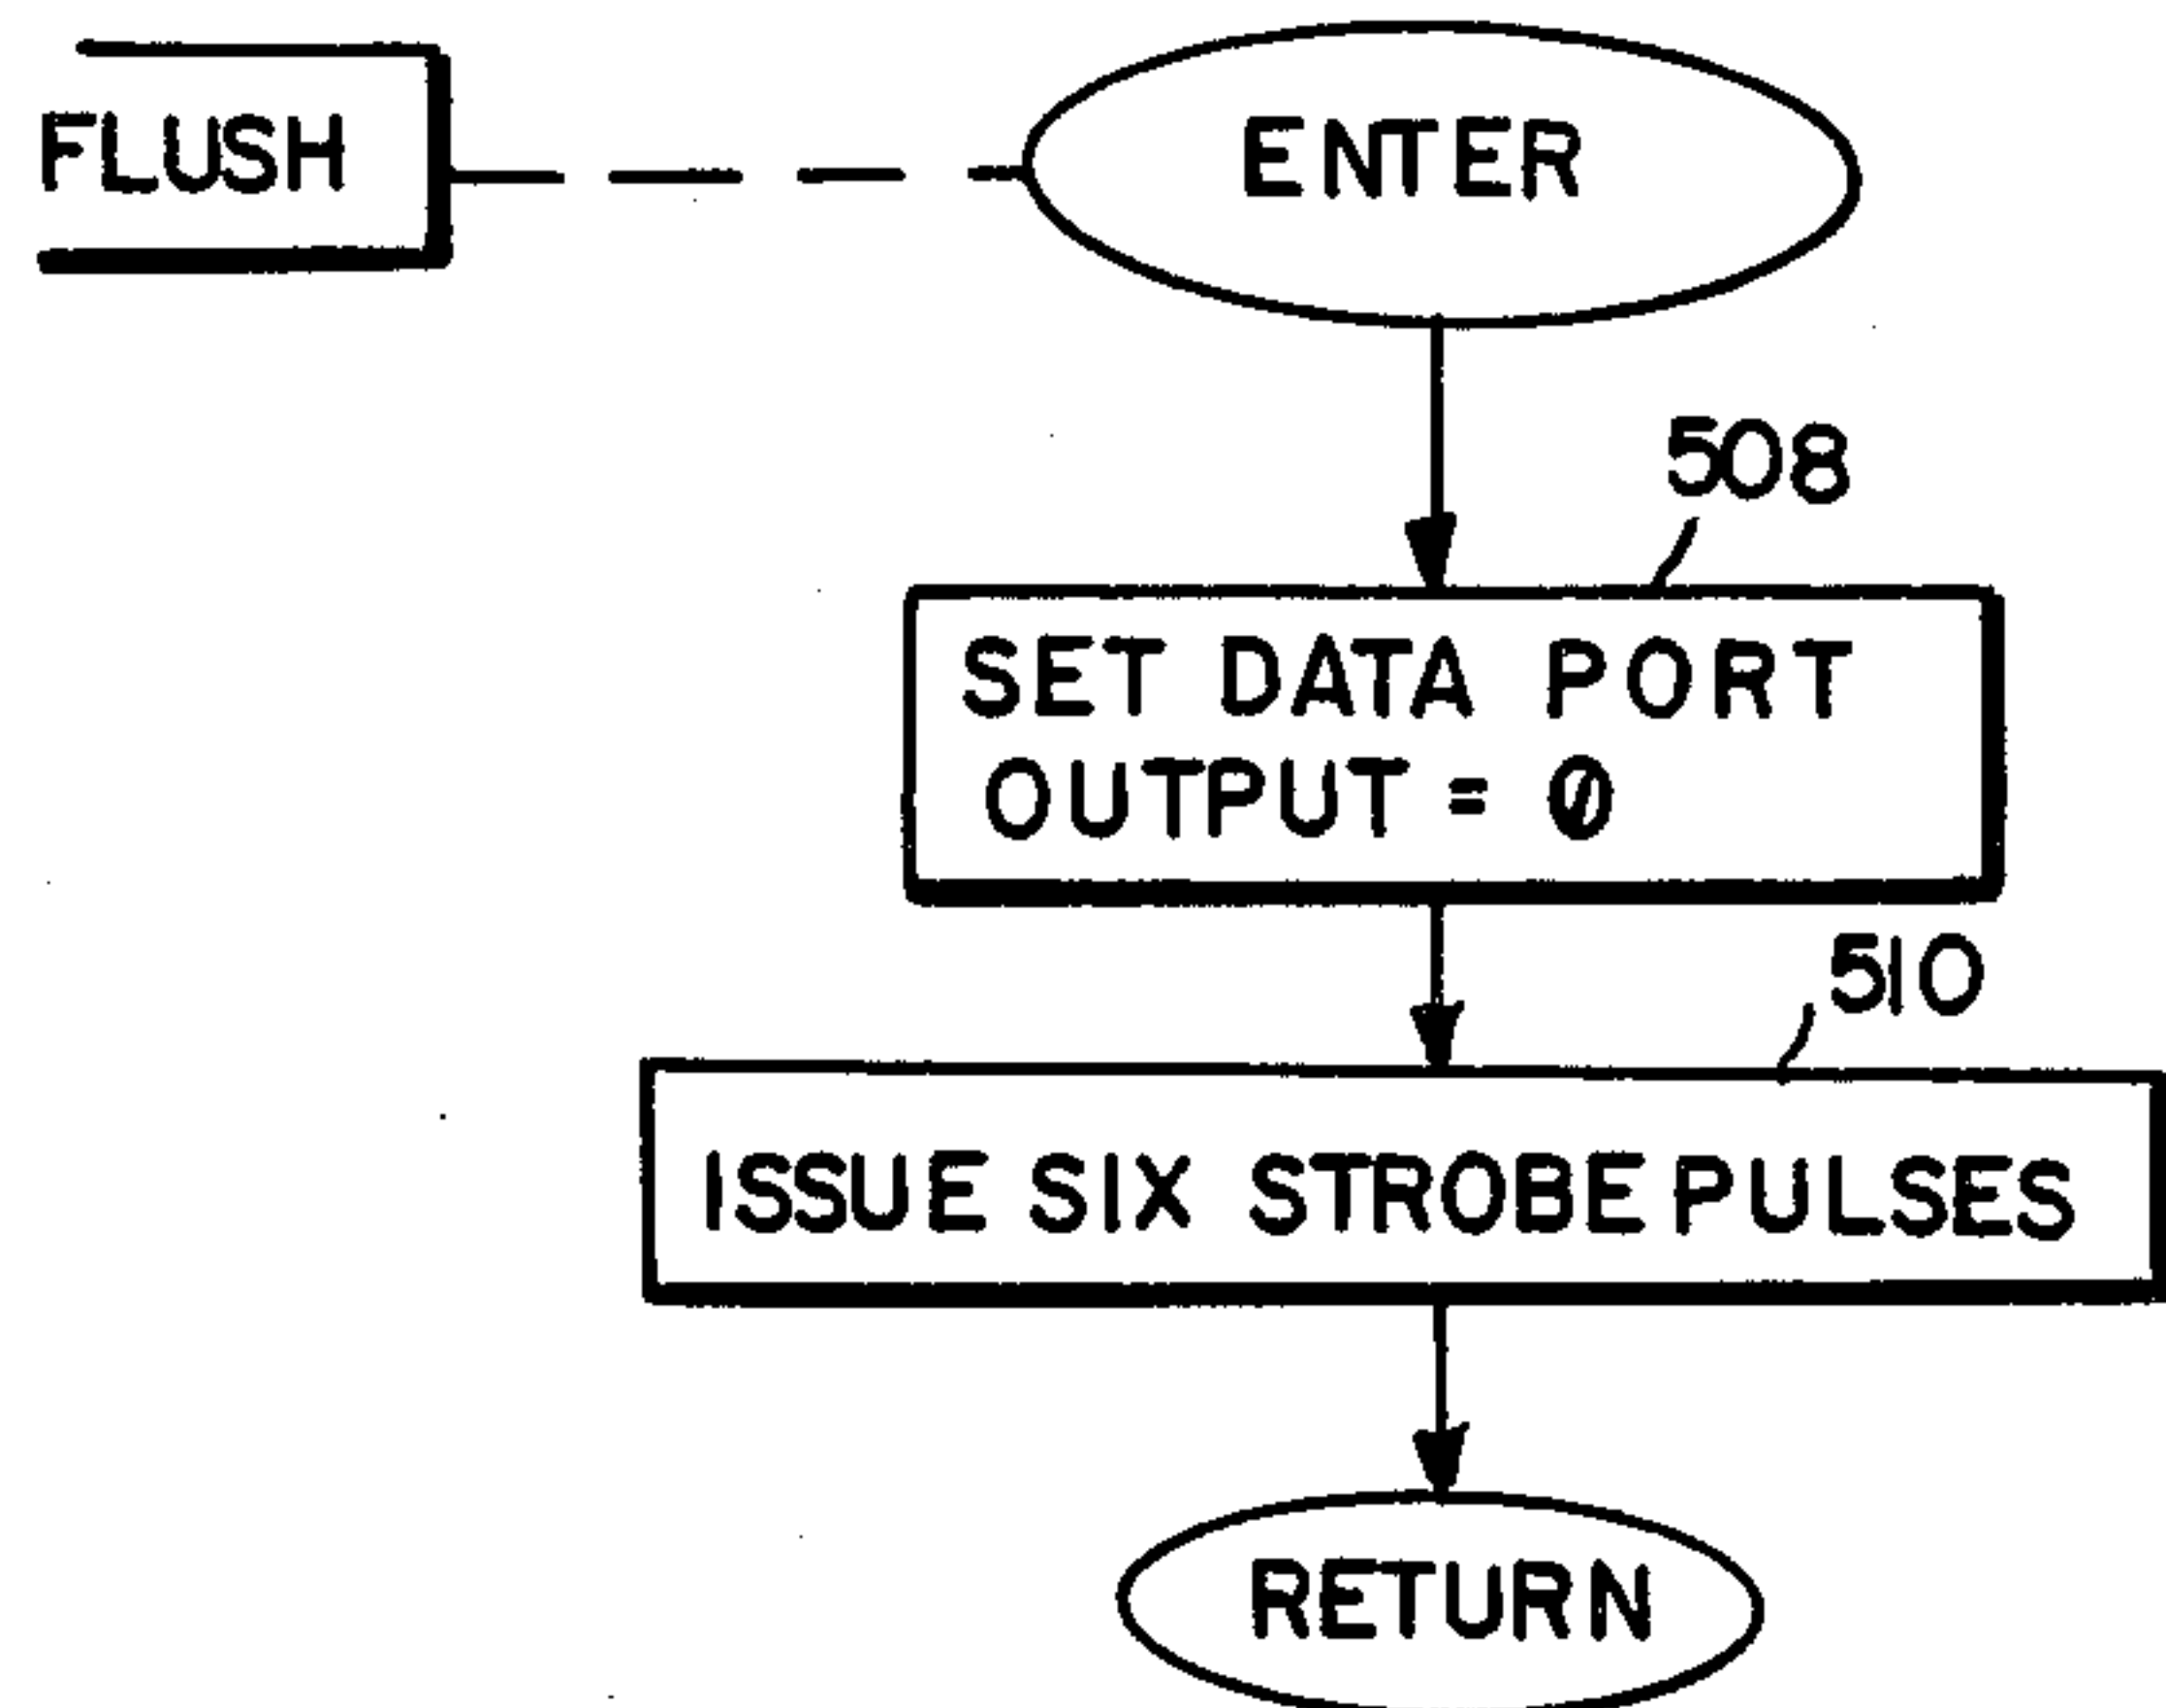 FLUSH
ENTER
508
SET DATA PORT
OUTPUT = 0
510
ISSUE SIX STROBE PULSES
RETURN